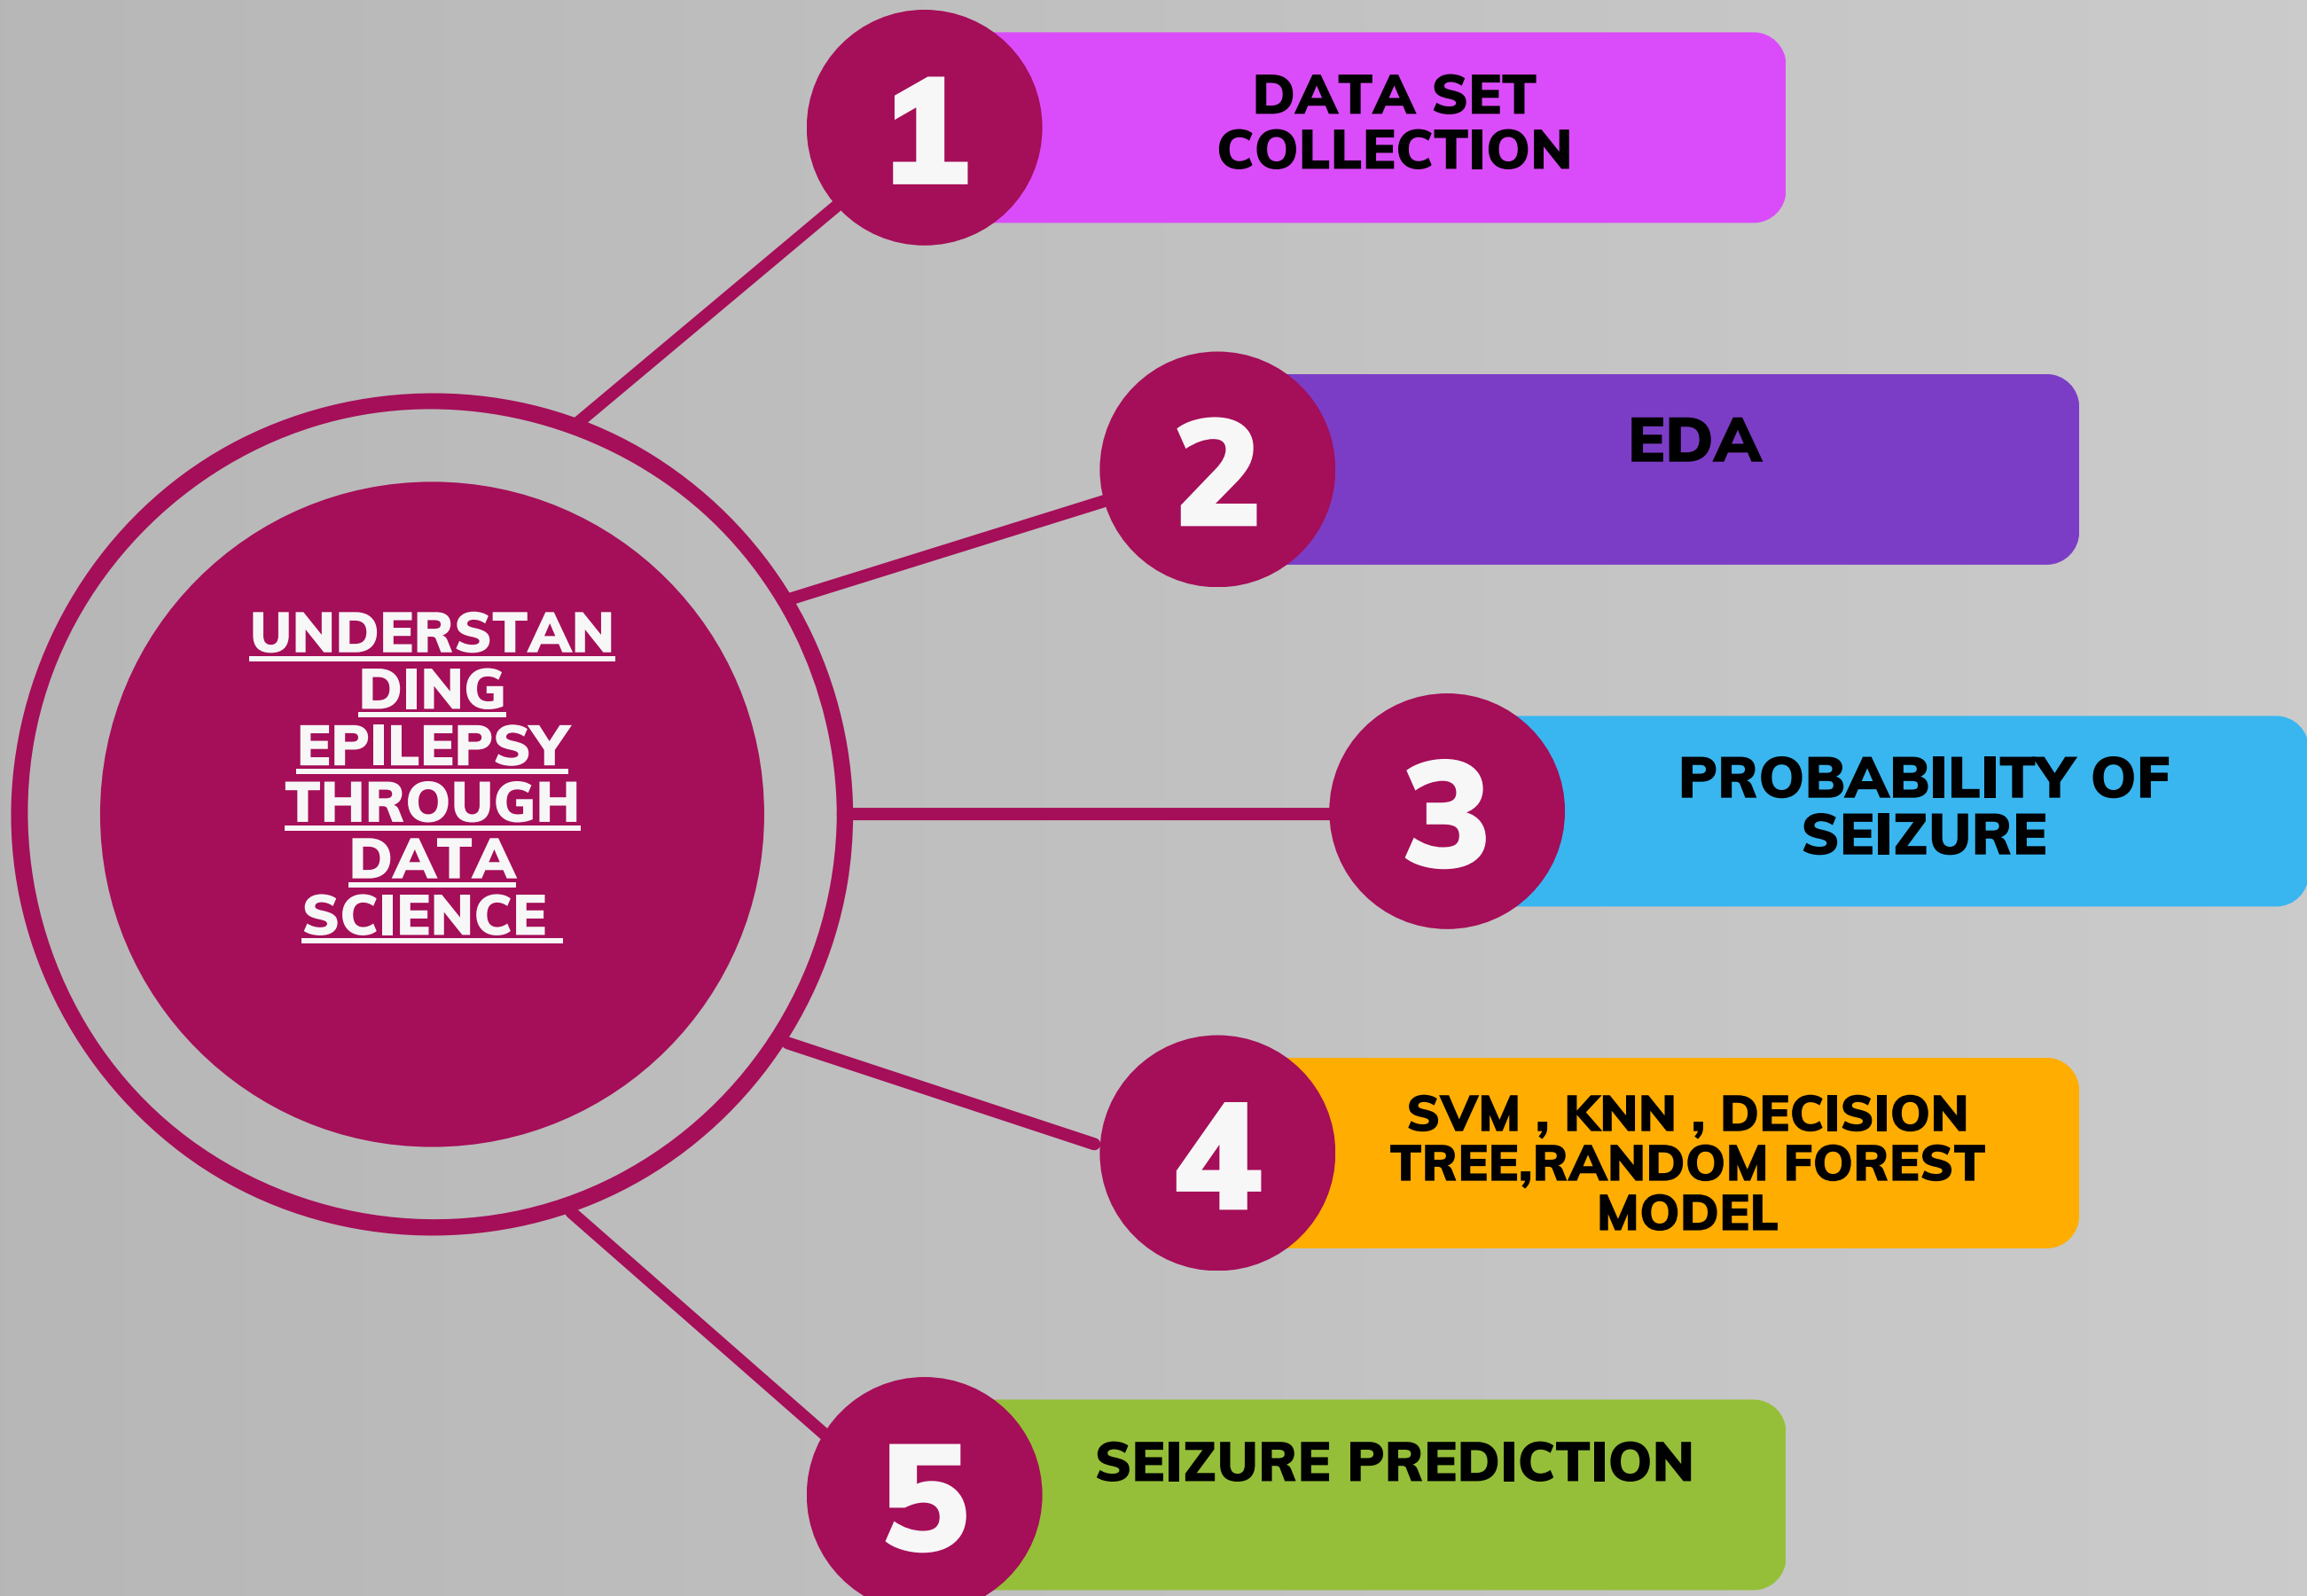 1
DATA SET
COLLECTION
2
EDA
UNDERSTAN
DING
EPILEPSY
THROUGH
DATA
SCIENCE
3
PROBABILITY OF
SEIZURE
4
SVM , KNN , DECISION
TREE,RANDOM FOREST
MODEL
5
SEIZURE PREDICTION